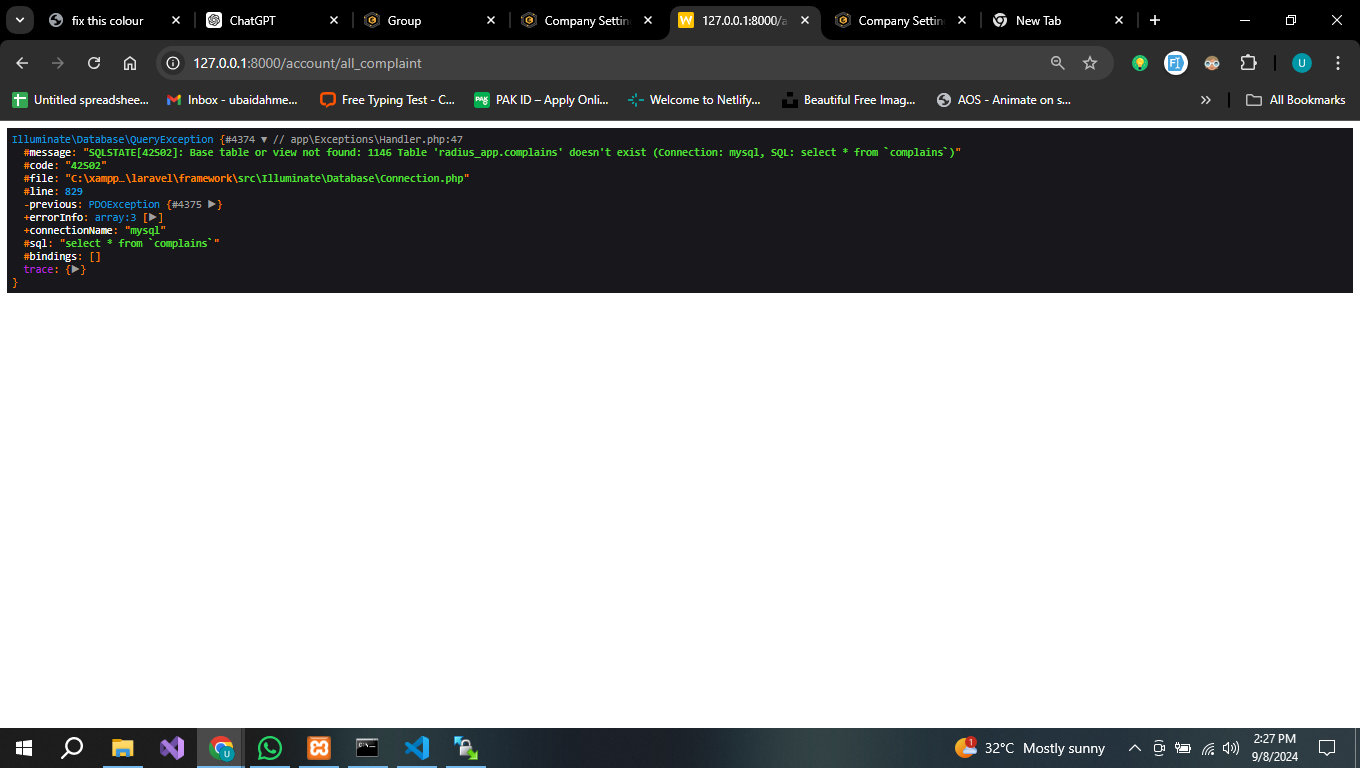 fix this colour
ChatGPT
Group
Company Settin
127.0.0.1:8000/a
Company Settin
New Tab
127.0.0.1:8000/account/all_complaint
U
Untitled spreadshee...
Inbox - ubaidahme...
Free Typing Test - C...
PAK ID – Apply Onli...
Welcome to Netlify...
Beautiful Free Imag...
AOS - Animate on s...
All Bookmarks
Illuminate\Database\QueryException {#4374 ▼ // app\Exceptions\Handler.php:47
#message: "SQLSTATE[42S02]: Base table or view not found: 1146 Table 'radius_app.complains' doesn't exist (Connection: mysql, SQL: select * from `complains`)"
#code: "42S02"
#file: "C:\xampp…\laravel\framework\src\Illuminate\Database\Connection.php"
#line: 829
-previous: PDOException {#4375 ▶}
+errorInfo: array:3 [▶]
+connectionName: "mysql"
#sql: "select * from `complains`"
#bindings: []
trace: {▶}
}
32°C Mostly sunny
2:27 PM
9/8/2024